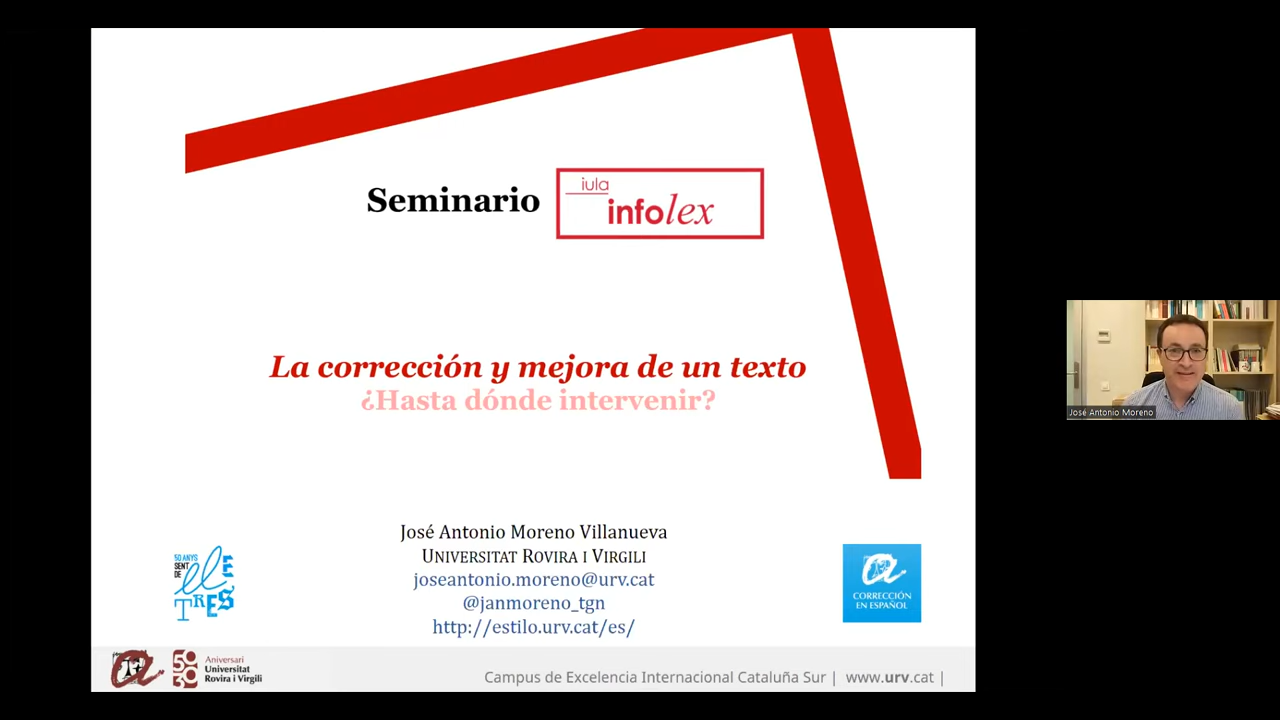 Seminario
iula
infolex
La corrección y mejora de un texto
¿Hasta dónde intervenir?
José Antonio Moreno Villanueva
UNIVERSITAT ROVIRA I VIRGILI
joseantonio.moreno@urv.cat
@janmoreno_tgn
http://estilo.urv.cat/es/
50 ANYS
SENT
DE
LLETRES
CORRECCIÓN
EN ESPAÑOL
José Antonio Moreno
Aniversari
Universitat
Rovira i Virgili
Campus de Excelencia Internacional Cataluña Sur | www.urv.cat |